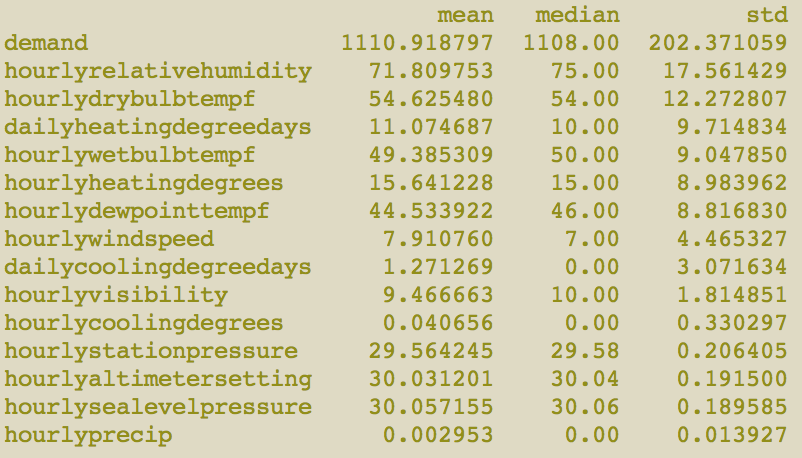 mean median std
demand 1110.918797 1108.00 202.371059
hourlyrelativehumidity 71.809753 75.00 17.561429
hourlydrybulbtempf 54.625480 54.00 12.272807
dailyheatingdegreedays 11.074687 10.00 9.714834
hourlywetbulbtempf 49.385309 50.00 9.047850
hourlyheatingdegrees 15.641228 15.00 8.983962
hourlydewpointtempf 44.533922 46.00 8.816830
hourlywindspeed 7.910760 7.00 4.465327
dailycoolingdegreedays 1.271269 0.00 3.071634
hourlyvisibility 9.466663 10.00 1.814851
hourlycoolingdegrees 0.040656 0.00 0.330297
hourlystationpressure 29.564245 29.58 0.206405
hourlyaltimetersetting 30.031201 30.04 0.191500
hourlysealevelpressure 30.057155 30.06 0.189585
hourlyprecip 0.002953 0.00 0.013927